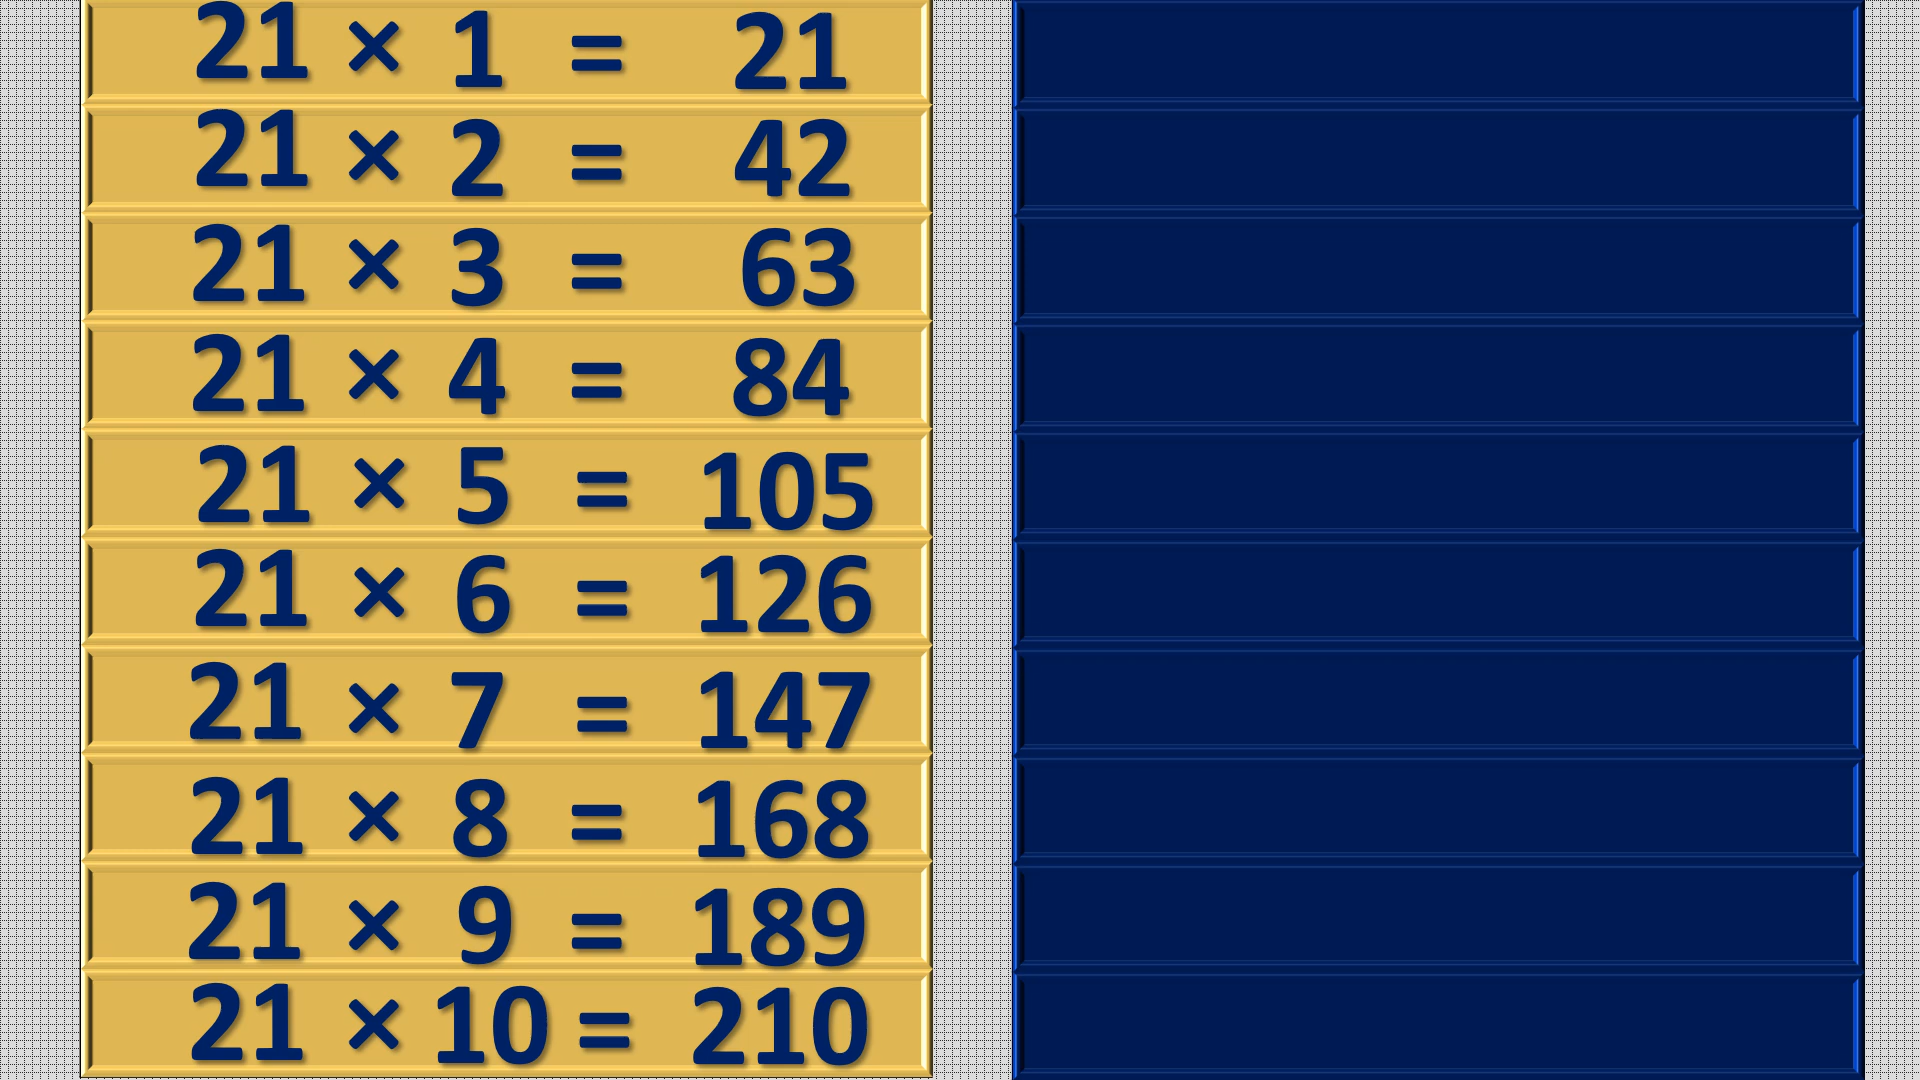 21 × 1 = 21
21 × 2 = 42
21 × 3 = 63
21 × 4 = 84
21 × 5 = 105
21 × 6 = 126
21 × 7 = 147
21 × 8 = 168
21 × 9 = 189
21 × 10 = 210